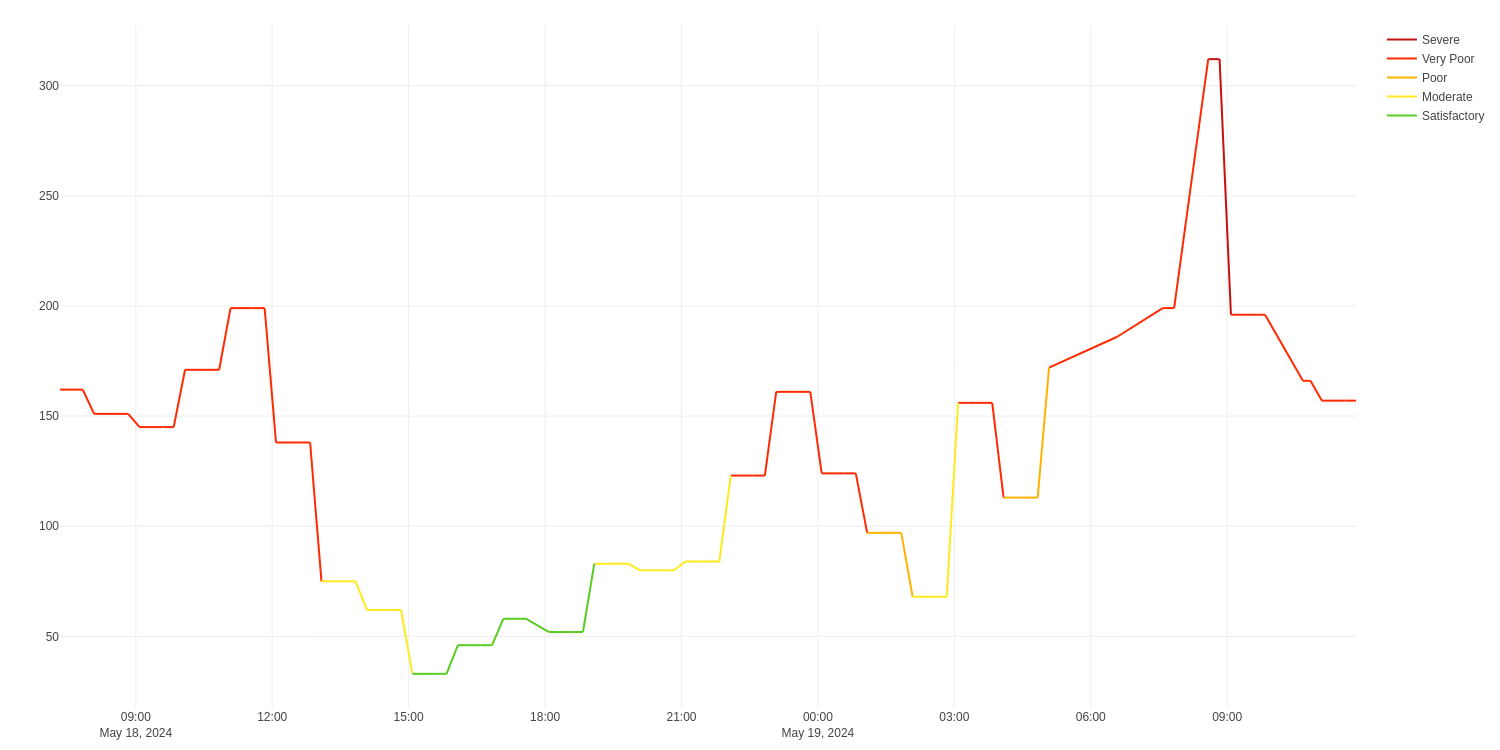 300
250
200
150
100
50
09:00
May 18, 2024
12:00
15:00
18:00
21:00
00:00
May 19, 2024
03:00
06:00
09:00
Severe
Very Poor
Poor
Moderate
Satisfactory